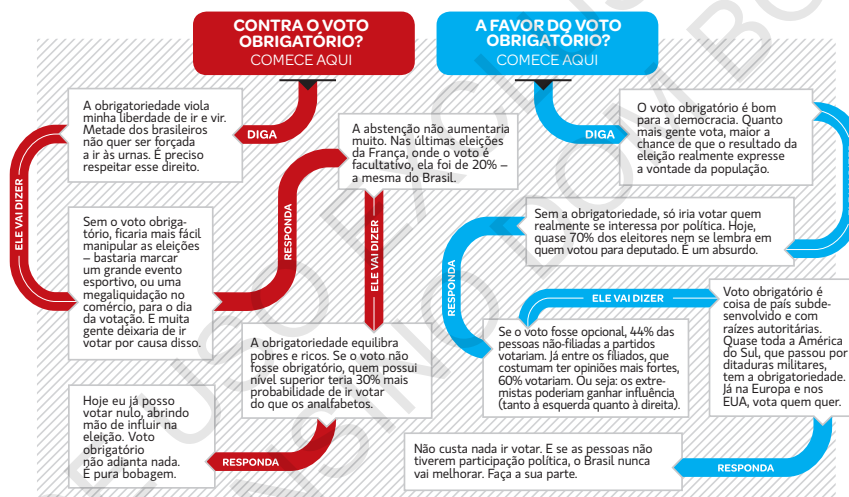 CONTRA O VOTO
OBRIGATÓRIO?
COMECE AQUI
DIGA
A obrigatoriedade viola
minha liberdade de ir e vir.
Metade dos brasileiros
não quer ser forçada
a ir às urnas. É preciso
respeitar esse direito.
ELE VAI DIZER
Sem o voto obriga-
tório, ficaria mais fácil
manipular as eleições
– bastaria marcar
um grande evento
esportivo, ou uma
megaliquidação no
comércio, para o dia
da votação. E muita
gente deixaria de ir
votar por causa disso.
RESPONDA
A abstenção não aumentaria
muito. Nas últimas eleições
da França, onde o voto é
facultativo, ela foi de 20% –
a mesma do Brasil.
ELE VAI DIZER
A obrigatoriedade equilibra
pobres e ricos. Se o voto não
fosse obrigatório, quem possui
nível superior teria 30% mais
probabilidade de ir votar
do que os analfabetos.
RESPONDA
Hoje eu já posso
votar nulo, abrindo
mão de influir na
eleição. Voto
obrigatório
não adianta nada.
É pura bobagem.
A FAVOR DO VOTO
OBRIGATÓRIO?
COMECE AQUI
DIGA
O voto obrigatório é bom
para a democracia. Quanto
mais gente vota, maior a
chance de que o resultado da
eleição realmente expresse
a vontade da população.
ELE VAI DIZER
Sem a obrigatoriedade, só iria votar quem
realmente se interessa por política. Hoje,
quase 70% dos eleitores nem se lembra em
quem votou para deputado. É um absurdo.
RESPONDA
Se o voto fosse opcional, 44% das
pessoas não-filiadas a partidos
votariam. Já entre os filiados, que
costumam ter opiniões mais fortes,
60% votariam. Ou seja: os extre-
mistas poderiam ganhar influência
(tanto à esquerda quanto à direita).
ELE VAI DIZER
Voto obrigatório é
coisa de país subde-
senvolvido e com
raízes autoritárias.
Quase toda a América
do Sul, que passou por
ditaduras militares,
tem a obrigatoriedade.
Já na Europa e nos
EUA, vota quem quer.
RESPONDA
Não custa nada ir votar. E se as pessoas não
tiverem participação política, o Brasil nunca
vai melhorar. Faça a sua parte.